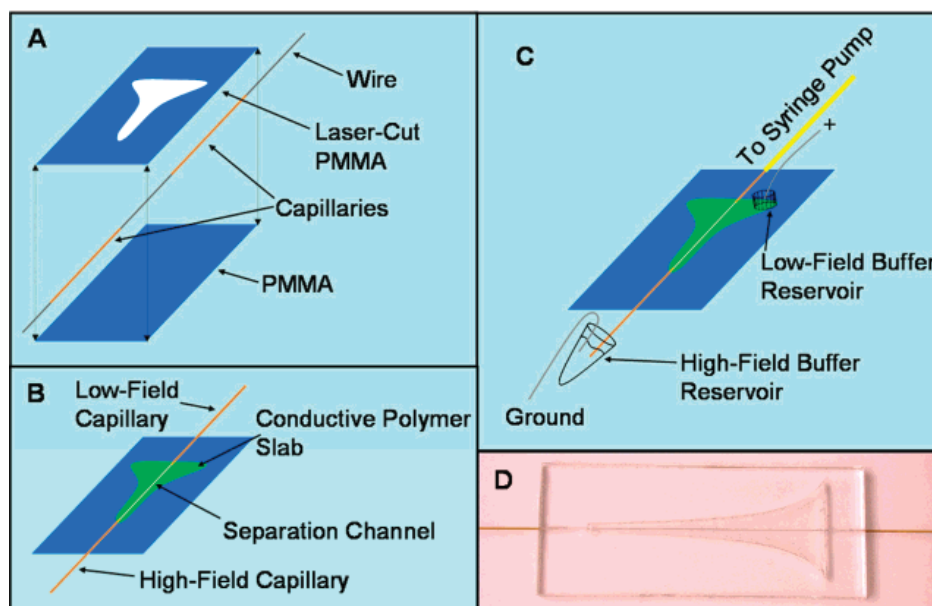 A
Wire
Laser-Cut
PMMA
Capillaries
PMMA
B
Low-Field
Capillary
Conductive Polymer
Slab
Separation Channel
High-Field Capillary
C
To Syringe Pump
+
Low-Field Buffer
Reservoir
High-Field Buffer
Reservoir
Ground
D